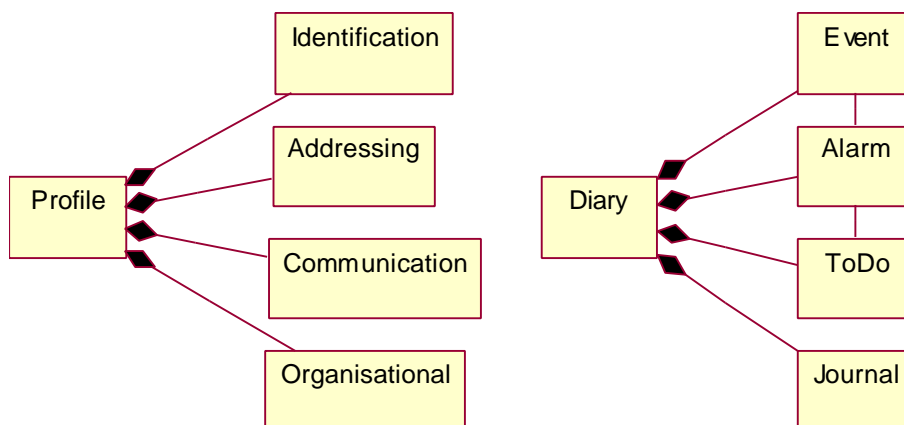 Identification
Addressing
Profile
Communication
Organisational
Event
Alarm
Diary
ToDo
Journal